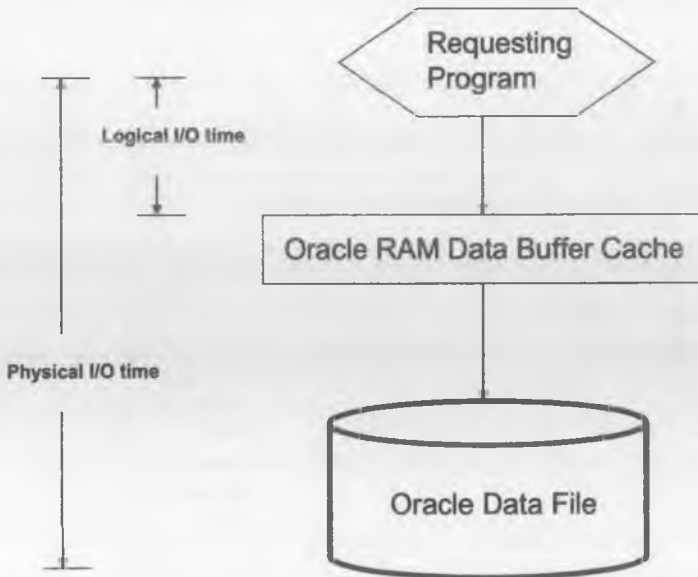 Requesting
Program
Logical I/O time
Oracle RAM Data Buffer Cache
Physical I/O time
Oracle Data File